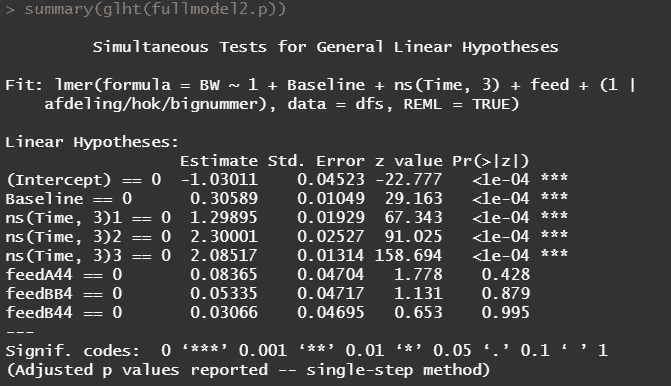 > summary(glht(fullmodel2.p))
Simultaneous Tests for General Linear Hypotheses
Fit: lmer(formula = BW ~ 1 + Baseline + ns(Time, 3) + feed + (1 |
afdeling/hok/bignummer), data = dfs, REML = TRUE)
Linear Hypotheses:
Estimate Std. Error z value Pr(>|z|)
(Intercept) == 0 -1.03011 0.04523 -22.777 <1e-04 ***
Baseline == 0 0.30589 0.01049 29.163 <1e-04 ***
ns(Time, 3)1 == 0 1.29895 0.01929 67.343 <1e-04 ***
ns(Time, 3)2 == 0 2.30001 0.02527 91.025 <1e-04 ***
ns(Time, 3)3 == 0 2.08517 0.01314 158.694 <1e-04 ***
feedA44 == 0 0.08365 0.04704 1.778 0.428
feedBB4 == 0 0.05335 0.04717 1.131 0.879
feedB44 == 0 0.03066 0.04695 0.653 0.995
---
Signif. codes: 0 ‘***’ 0.001 ‘**’ 0.01 ‘*’ 0.05 ‘.’ 0.1 ‘ ’ 1
(Adjusted p values reported -- single-step method)